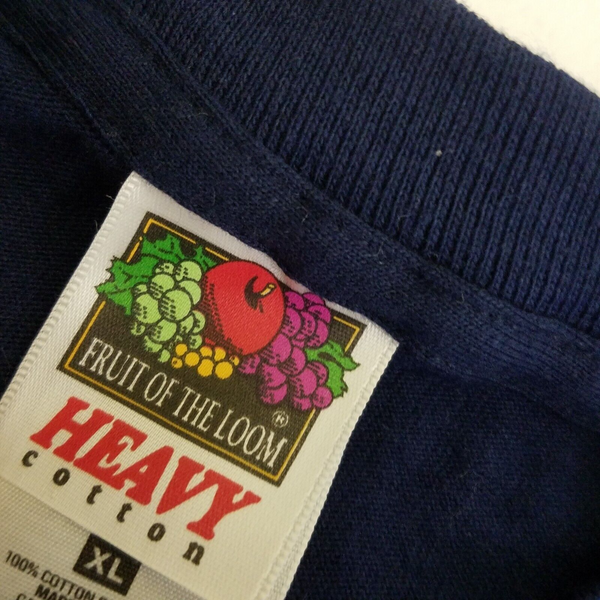 FRUIT OF THE LOOM ®
HEAVY
cotton
XL
100% COTTON